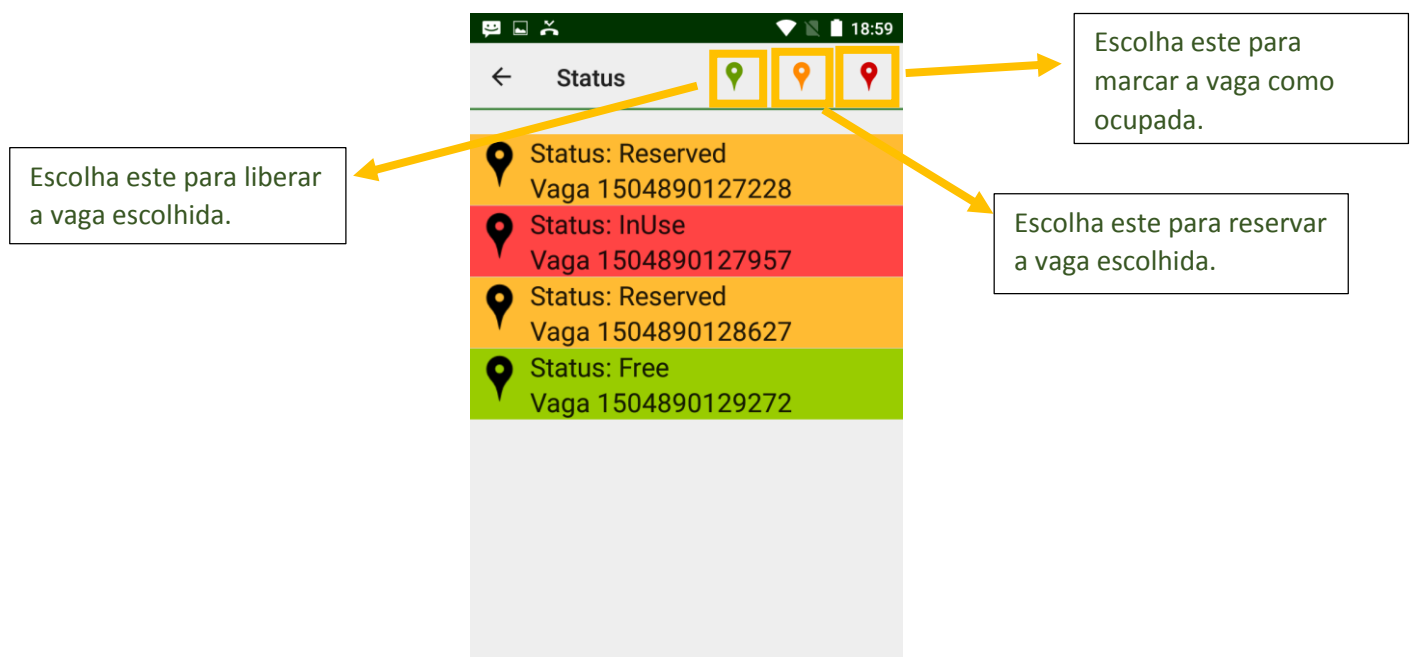 18:59
Status
Escolha este para
marcar a vaga como
ocupada.
Escolha este para liberar
a vaga escolhida.
Status: Reserved
Vaga 1504890127228
Status: InUse
Vaga 1504890127957
Status: Reserved
Vaga 1504890128627
Status: Free
Vaga 1504890129272
Escolha este para reservar
a vaga escolhida.